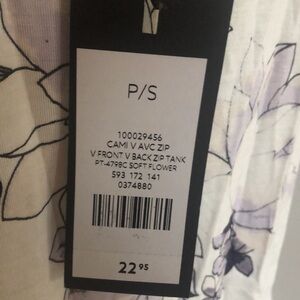 P/S
100029456
CAMI V AVC ZIP
V FRONT V BACK ZIP TANK
PT-4798C SOFT FLOWER
593 172 141
0374880
22 95